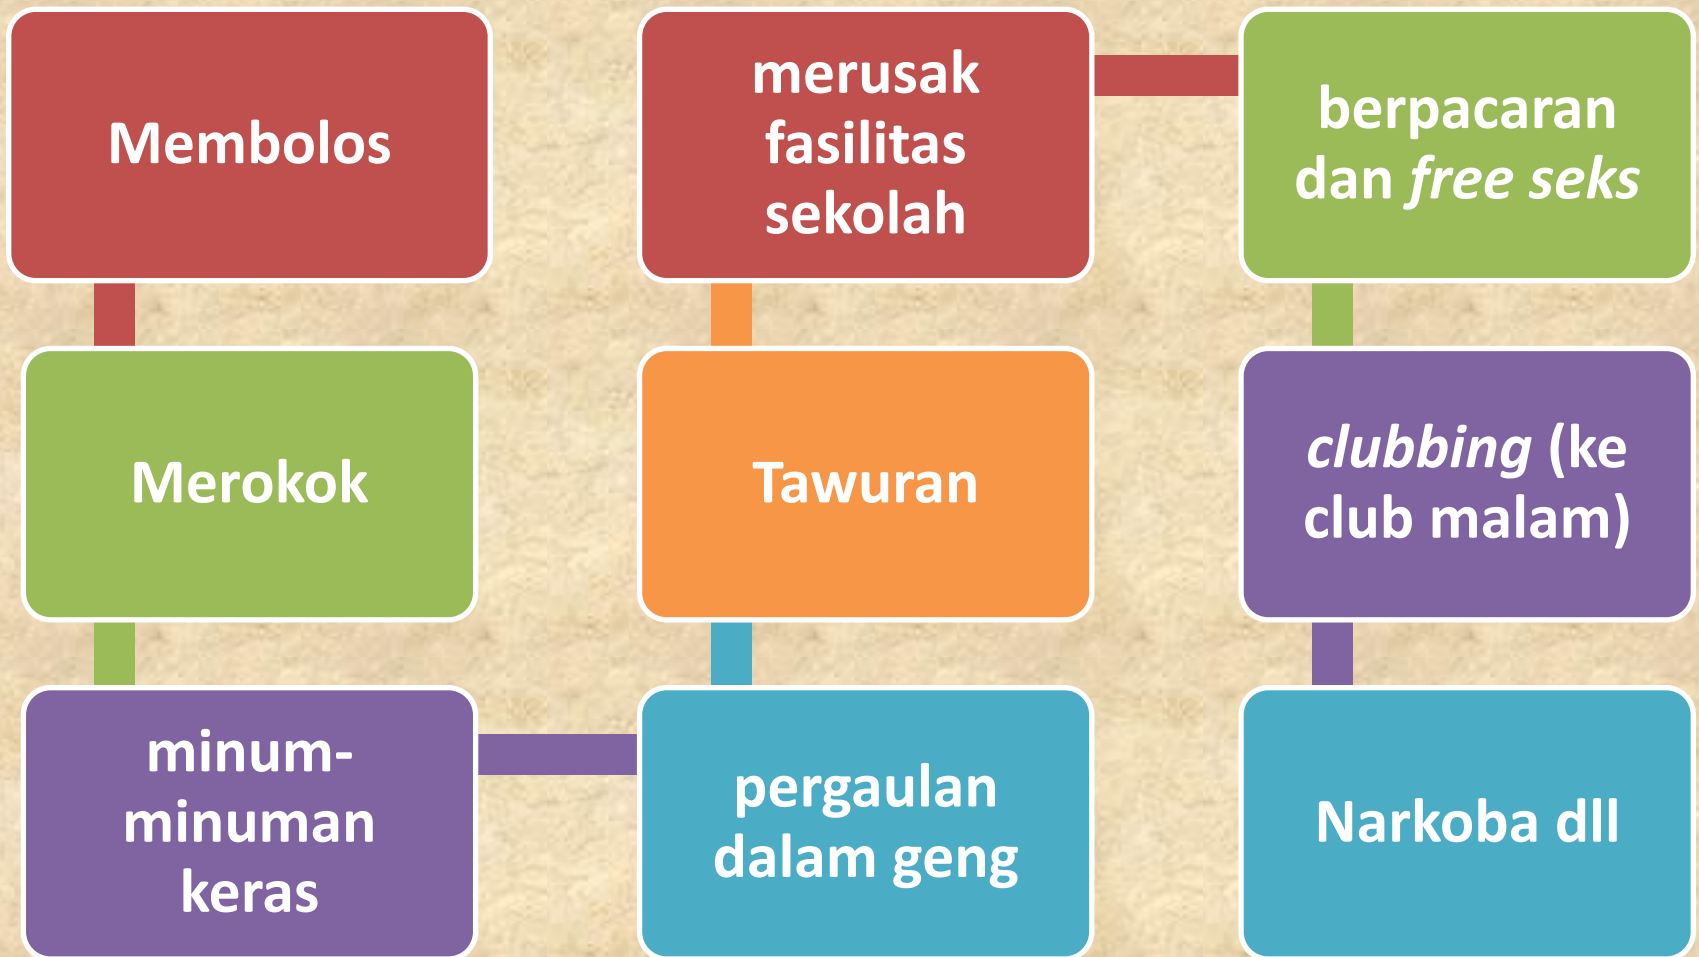 Membolos
Merokok
minum-
minuman
keras
pergaulan
dalam geng
Tawuran
merusak
fasilitas
sekolah
berpacaran
dan free seks
clubbing (ke
club malam)
Narkoba dll